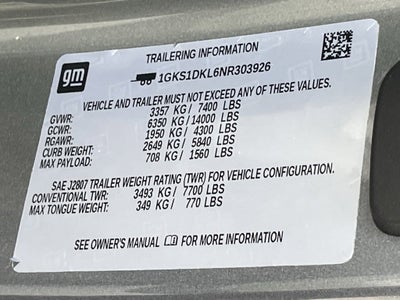 gm
TRAILERING INFORMATION
1GKS1DKL6NR303926
VEHICLE AND TRAILER MUST NOT EXCEED ANY OF THESE VALUES.
GVWR: 3357 KG / 7400 LBS
GCWR: 6350 KG / 14000 LBS
RGAWR: 1950 KG / 4300 LBS
CURB WEIGHT: 2649 KG / 5840 LBS
MAX PAYLOAD: 708 KG / 1560 LBS
SAE J2807 TRAILER WEIGHT RATING (TWR) FOR VEHICLE CONFIGURATION.
CONVENTIONAL TWR: 3493 KG / 7700 LBS
MAX TONGUE WEIGHT: 349 KG / 770 LBS
SEE OWNER'S MANUAL FOR MORE INFORMATION